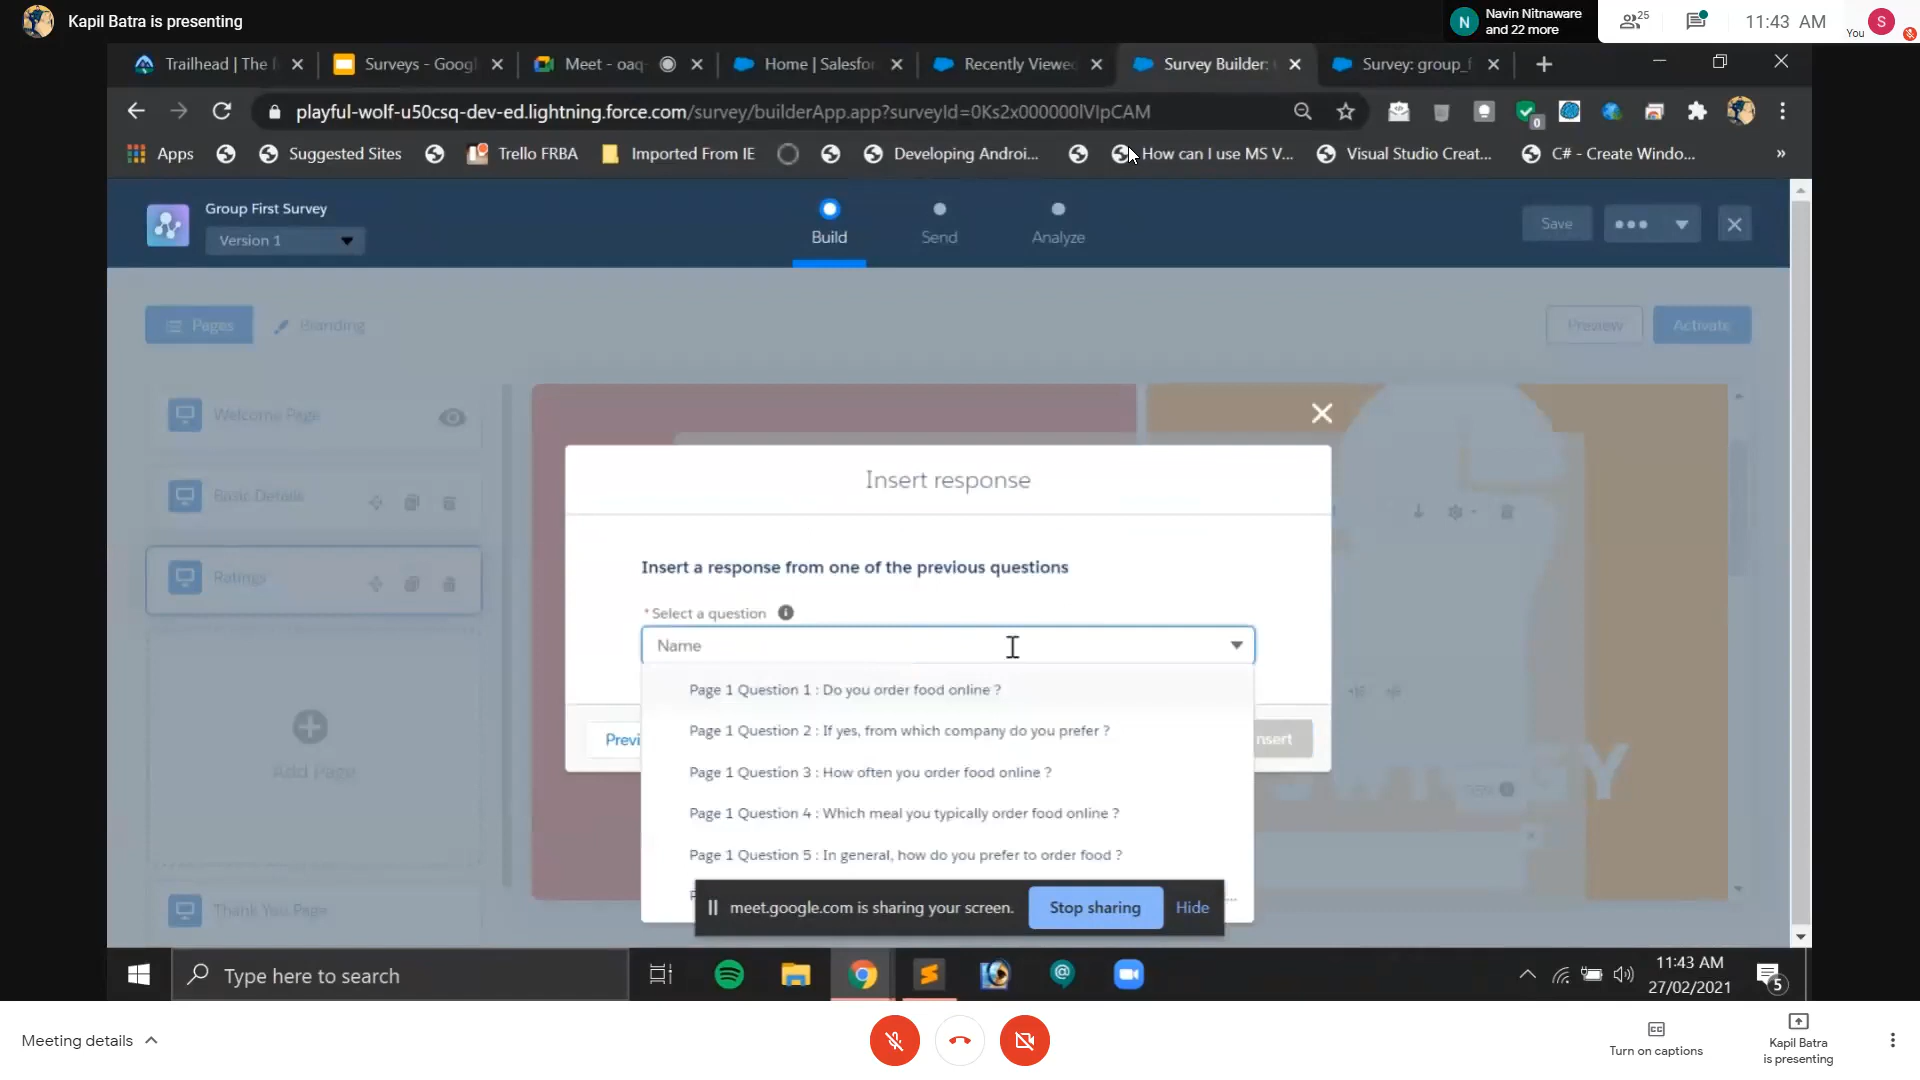 Kapil Batra is presenting
N
Navin Nitnaware
and 22 more
25
11:43 AM
You
S
Trailhead | The
Surveys - Googl
Meet - oaq
Home | Salesfor
Recently Viewed
Survey Builder:
Survey: group_f
playful-wolf-u50csq-dev-ed.lightning.force.com/survey/builderApp.app?surveyId=0Ks2x000000lVIpCAM
0
Apps
Suggested Sites
Trello FRBA
Imported From IE
Developing Androi...
How can I use MS V...
Visual Studio Creat...
C# - Create Windo...
»
Group First Survey
Version 1
Build
Send
Analyze
Save
Pages
Branding
Preview
Activate
Welcome Page
Basic Details
Ratings
Add Page
Thank You Page
Insert response
Insert a response from one of the previous questions
* Select a question
Name
Page 1 Question 1 : Do you order food online ?
Page 1 Question 2 : If yes, from which company do you prefer ?
Page 1 Question 3 : How often you order food online ?
Page 1 Question 4 : Which meal you typically order food online ?
Page 1 Question 5 : In general, how do you prefer to order food ?
Previ
nsert
meet.google.com is sharing your screen.
Stop sharing
Hide
Type here to search
11:43 AM
27/02/2021
5
Meeting details
Turn on captions
Kapil Batra
is presenting